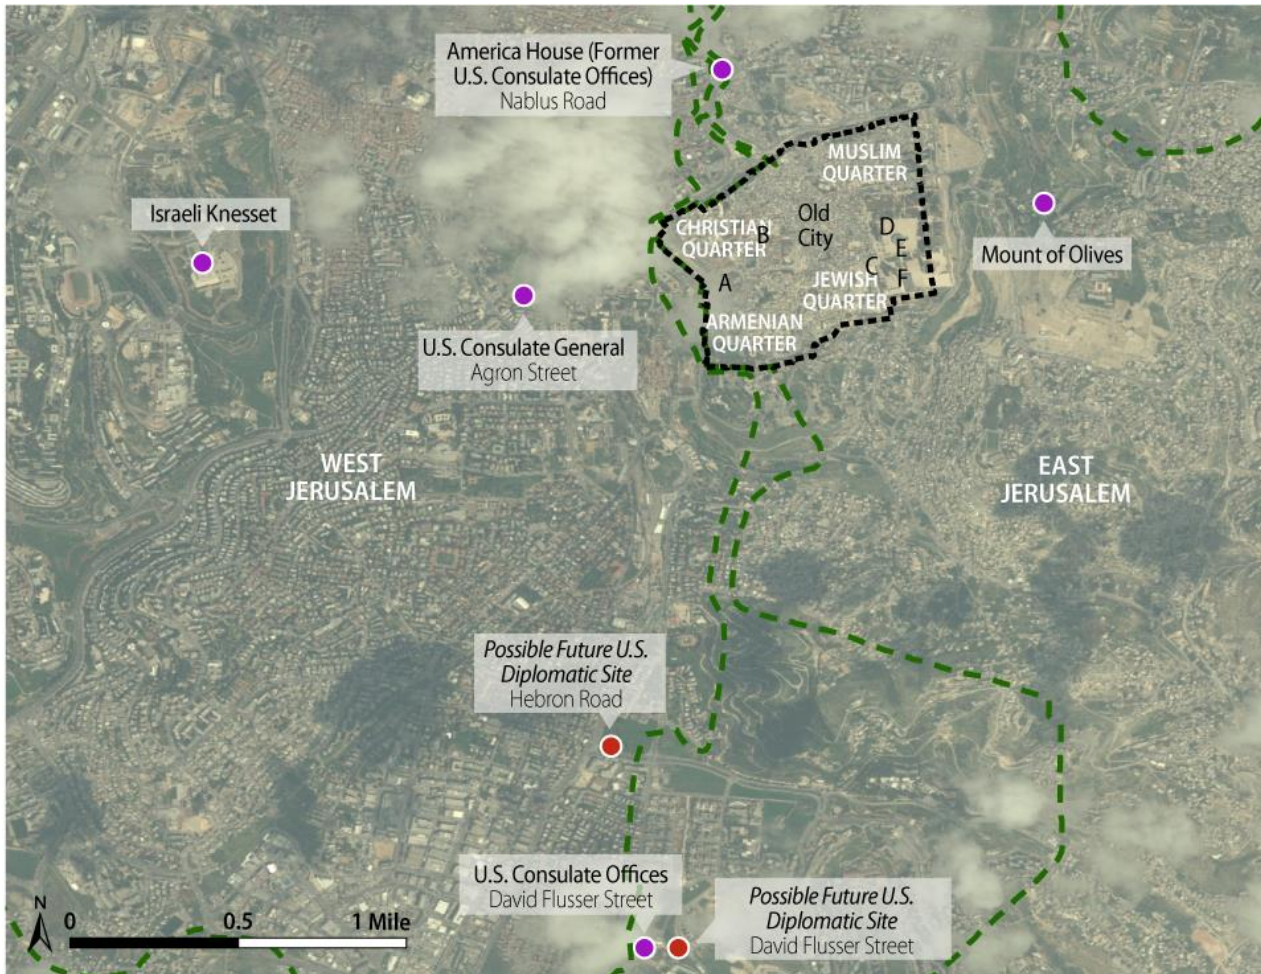 America House (Former
U.S. Consulate Offices)
Nablus Road
MUSLIM
QUARTER
Israeli Knesset
Old
City
CHRISTIAN
QUARTER
B
D
E
C
F
A
Mount of Olives
JEWISH
QUARTER
ARMENIAN
QUARTER
U.S. Consulate General
Agron Street
WEST
JERUSALEM
EAST
JERUSALEM
Possible Future U.S.
Diplomatic Site
Hebron Road
U.S. Consulate Offices
David Flusser Street
Possible Future U.S.
Diplomatic Site
David Flusser Street
N
0 0.5 1 Mile